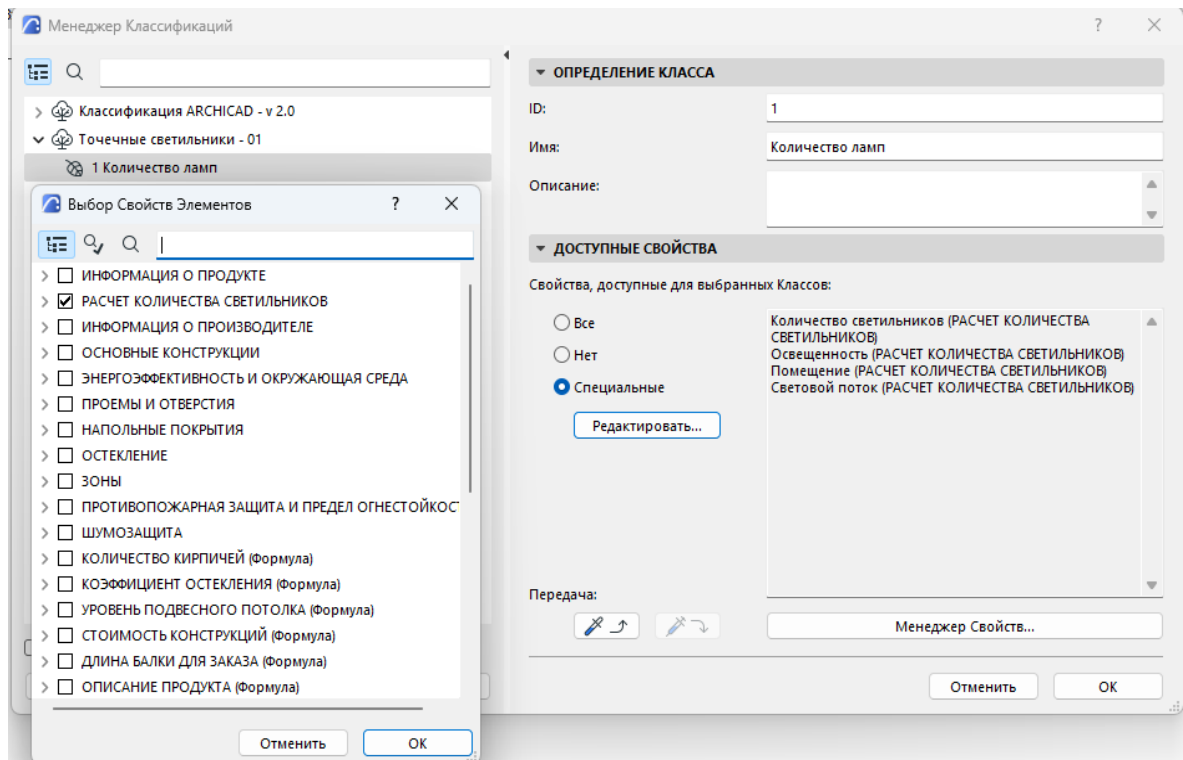 Менеджер Классификаций
?
Классификация ARCHICAD - v 2.0
Точечные светильники - 01
1 Количество ламп
Выбор Свойств Элементов
?
ИНФОРМАЦИЯ О ПРОДУКТЕ
РАСЧЕТ КОЛИЧЕСТВА СВЕТИЛЬНИКОВ
ИНФОРМАЦИЯ О ПРОИЗВОДИТЕЛЕ
ОСНОВНЫЕ КОНСТРУКЦИИ
ЭНЕРГОЭФФЕКТИВНОСТЬ И ОКРУЖАЮЩАЯ СРЕДА
ПРОЕМЫ И ОТВЕРСТИЯ
НАПОЛЬНЫЕ ПОКРЫТИЯ
ОСТЕКЛЕНИЕ
ЗОНЫ
ПРОТИВОПОЖАРНАЯ ЗАЩИТА И ПРЕДЕЛ ОГНЕСТОЙКОС
ШУМОЗАЩИТА
КОЛИЧЕСТВО КИРПИЧЕЙ (Формула)
КОЭФФИЦИЕНТ ОСТЕКЛЕНИЯ (Формула)
УРОВЕНЬ ПОДВЕСНОГО ПОТОЛКА (Формула)
СТОИМОСТЬ КОНСТРУКЦИЙ (Формула)
ДЛИНА БАЛКИ ДЛЯ ЗАКАЗА (Формула)
ОПИСАНИЕ ПРОДУКТА (Формула)
Отменить
ОК
ОПРЕДЕЛЕНИЕ КЛАССА
ID:
1
Имя:
Количество ламп
Описание:
ДОСТУПНЫЕ СВОЙСТВА
Свойства, доступные для выбранных Классов:
Все
Нет
Специальные
Редактировать...
Количество светильников (РАСЧЕТ КОЛИЧЕСТВА
СВЕТИЛЬНИКОВ)
Освещенность (РАСЧЕТ КОЛИЧЕСТВА СВЕТИЛЬНИКОВ)
Помещение (РАСЧЕТ КОЛИЧЕСТВА СВЕТИЛЬНИКОВ)
Световой поток (РАСЧЕТ КОЛИЧЕСТВА СВЕТИЛЬНИКОВ)
Передача:
Менеджер Свойств...
Отменить
ОК